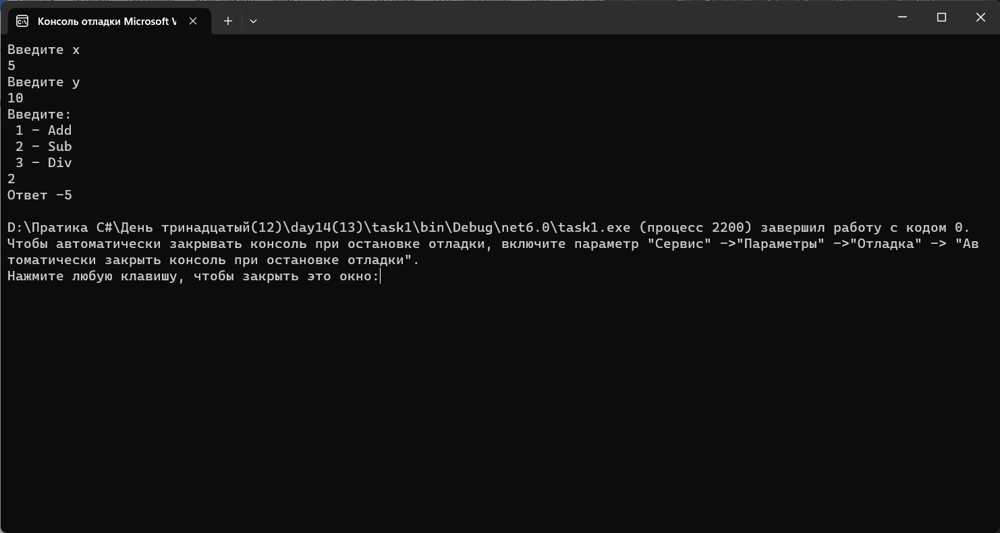 Консоль отладки Microsoft V
Введите x
5
Введите y
10
Введите:
1 - Add
2 - Sub
3 - Div
2
Ответ -5
D:\Пратика C#\День тринадцатый(12)\day14(13)\task1\bin\Debug\net6.0\task1.exe (процесс 2200) завершил работу с кодом 0.
Чтобы автоматически закрывать консоль при остановке отладки, включите параметр "Сервис" ->"Параметры" ->"Отладка" -> "Ав
томатически закрыть консоль при остановке отладки".
Нажмите любую клавишу, чтобы закрыть это окно: